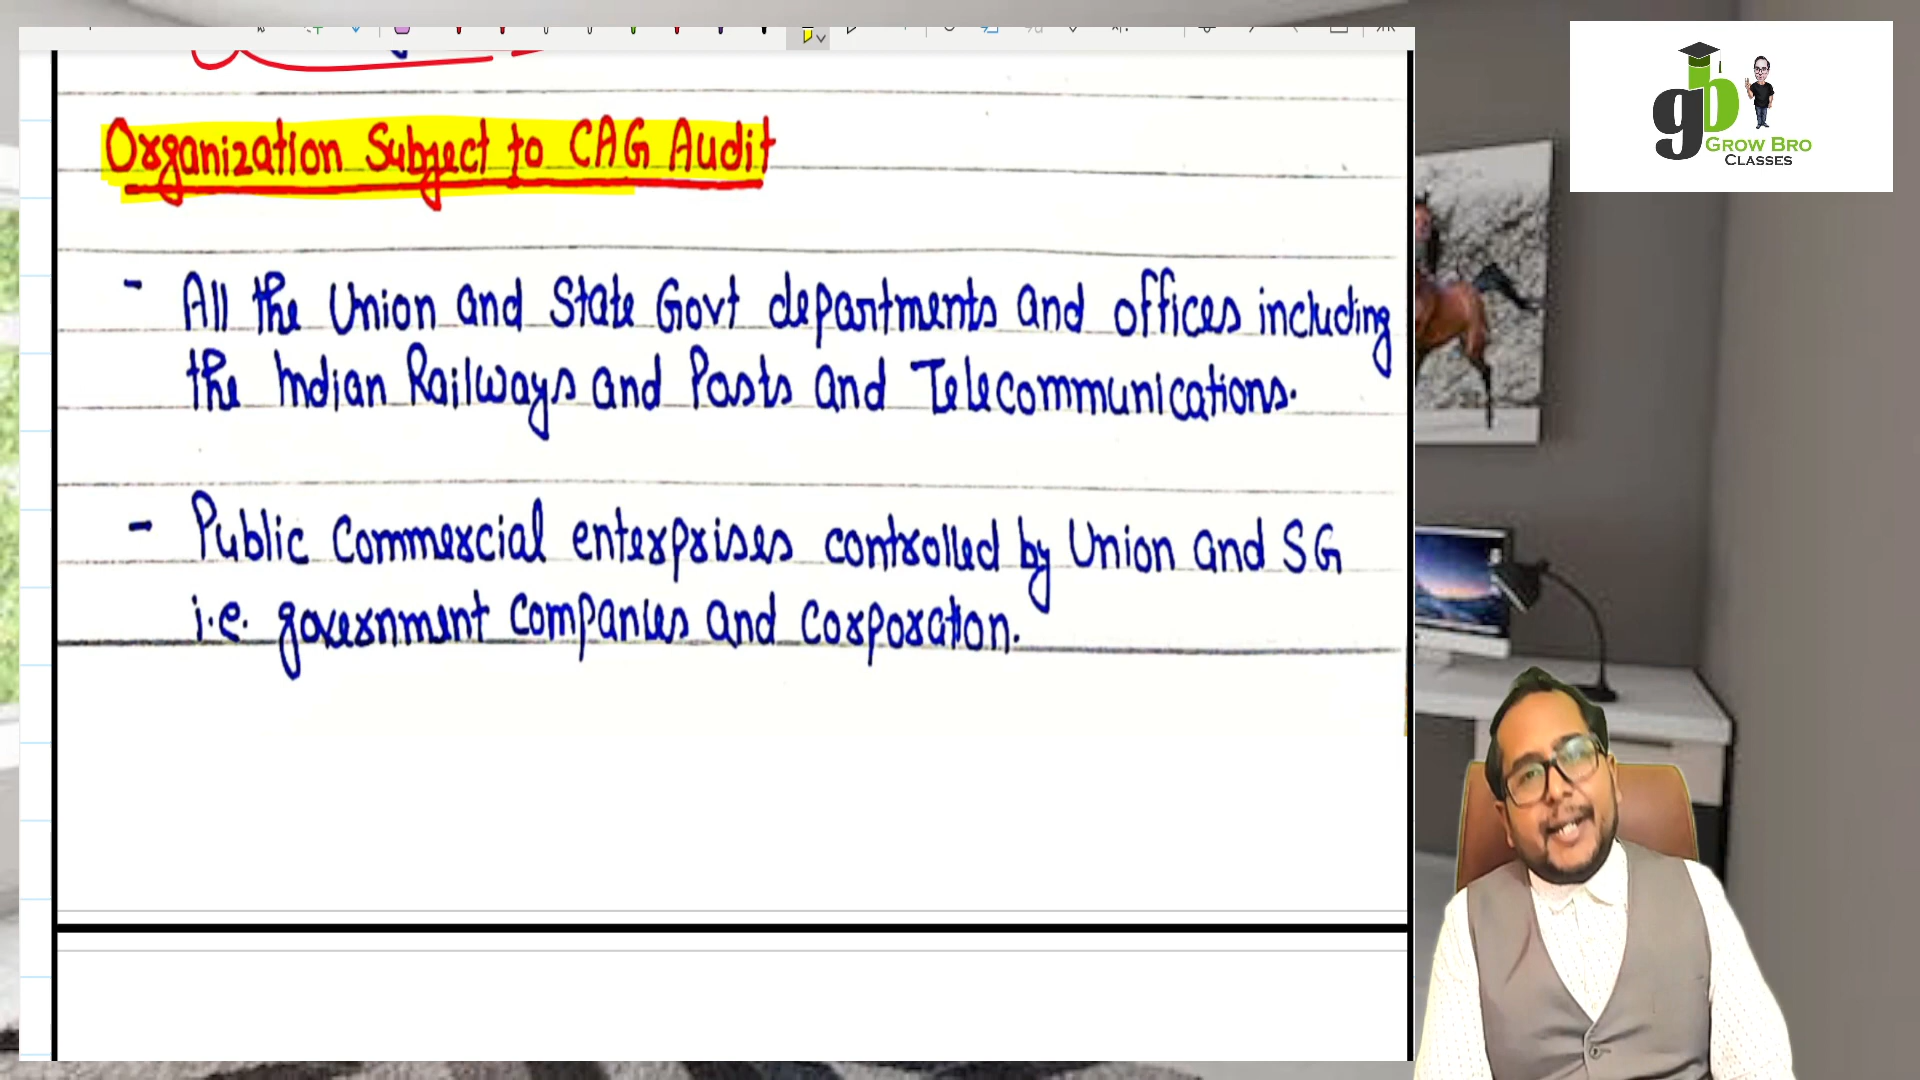 Organization Subject to CAG Audit
- All the Union and State Govt departments and offices including
the Indian Railways and Posts and Telecommunications.
- Public Commercial enterprises controlled by Union and SG
i.e. government companies and corporation.
gb
GROW BRO
CLASSES